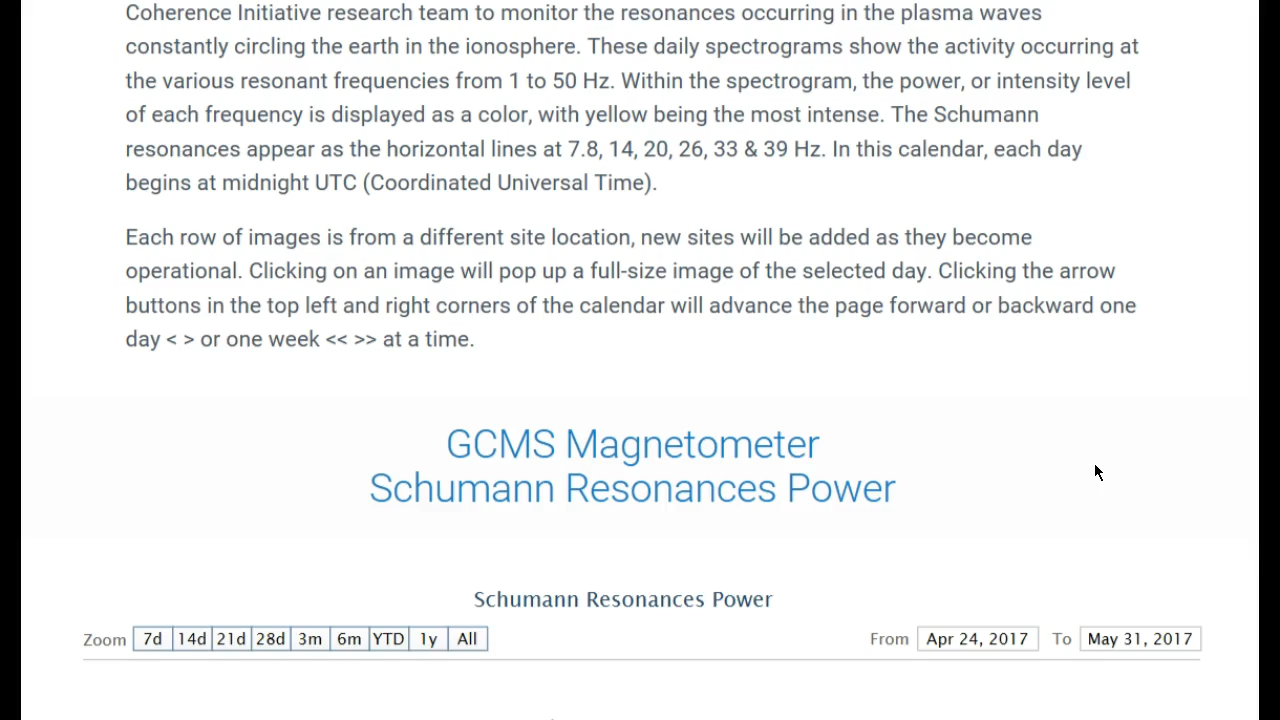 Coherence Initiative research team to monitor the resonances occurring in the plasma waves
constantly circling the earth in the ionosphere. These daily spectrograms show the activity occurring at
the various resonant frequencies from 1 to 50 Hz. Within the spectrogram, the power, or intensity level
of each frequency is displayed as a color, with yellow being the most intense. The Schumann
resonances appear as the horizontal lines at 7.8, 14, 20, 26, 33 & 39 Hz. In this calendar, each day
begins at midnight UTC (Coordinated Universal Time).
Each row of images is from a different site location, new sites will be added as they become
operational. Clicking on an image will pop up a full-size image of the selected day. Clicking the arrow
buttons in the top left and right corners of the calendar will advance the page forward or backward one
day < > or one week << >> at a time.
GCMS Magnetometer
Schumann Resonances Power
Schumann Resonances Power
Zoom 7d 14d 21d 28d 3m 6m YTD 1y All From Apr 24, 2017 To May 31, 2017